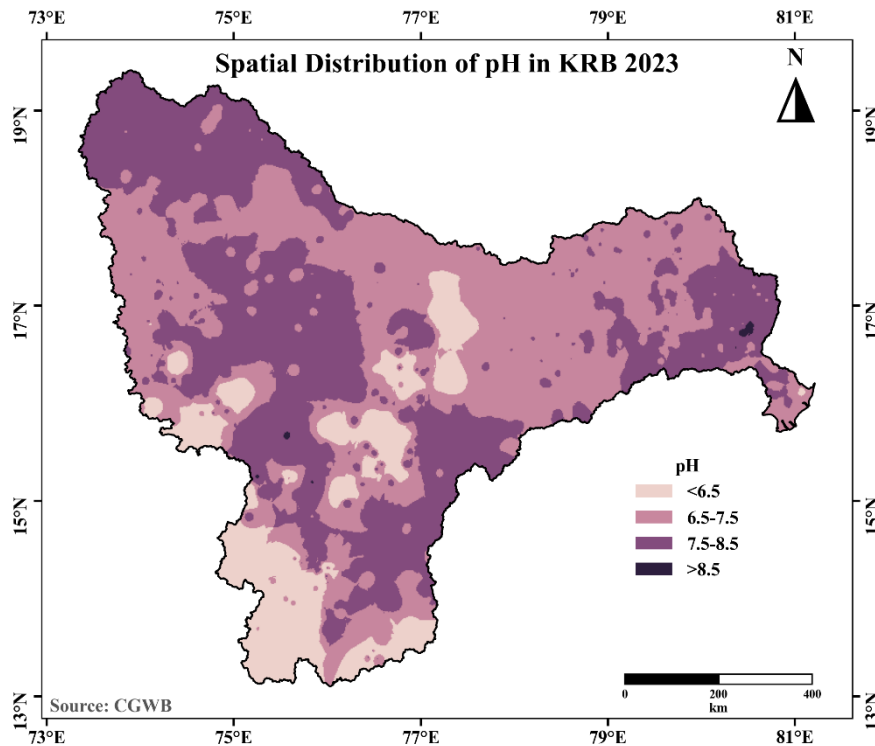 73°E 75°E 77°E 79°E 81°E
Spatial Distribution of pH in KRB 2023
N
19°N 19°N
17°N 17°N
pH
<6.5
6.5-7.5
15°N 15°N
7.5-8.5
>8.5
Source: CGWB
0 200 400
km
13°N 13°N
73°E 75°E 77°E 79°E 81°E